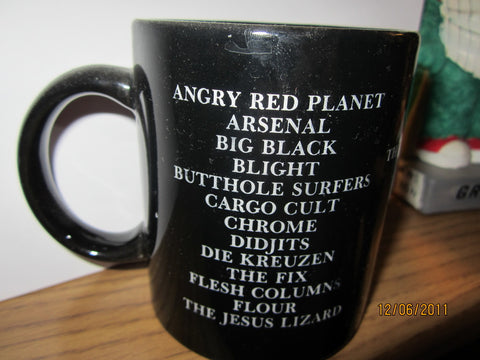 ANGRY RED PLANET
ARSENAL
BIG BLACK
BLIGHT
BUTTHOLE SURFERS
CARGO CULT
CHROME
DIDJITS
DIE KREUZEN
THE FIX
FLESH COLUMNS
FLOUR
THE JESUS LIZARD
GR
12/06/2011